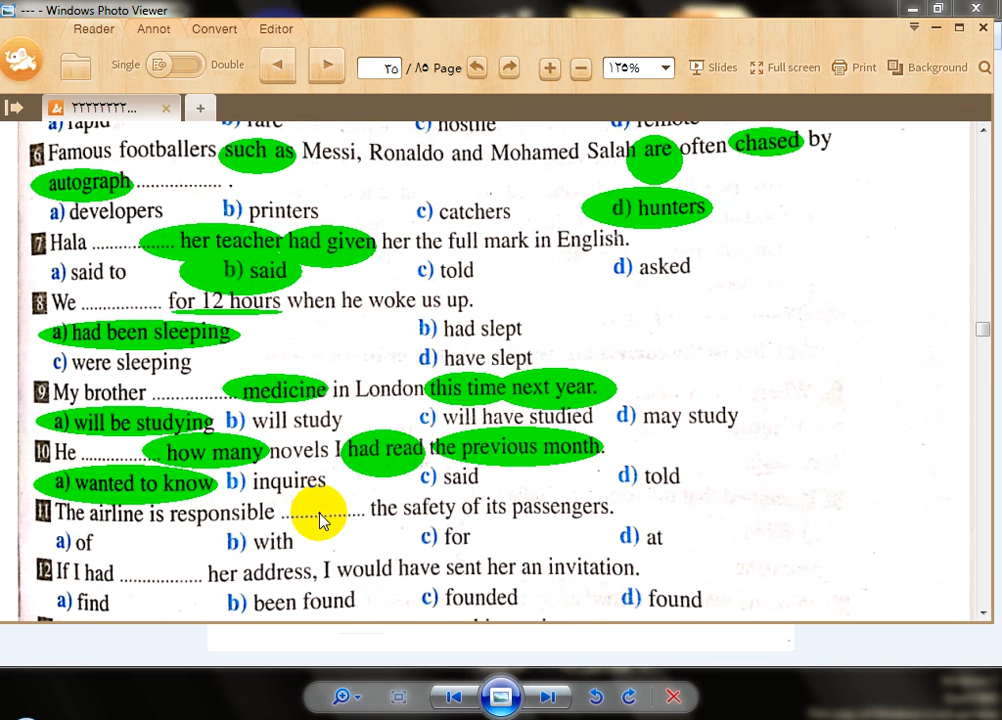 --- - Windows Photo Viewer
Reader Annot Convert Editor
Single Double ٣٥ / ٨٥ Page ١٢٥% Slides Full screen Print Background
٢٢٢٢٢٢٢٢...
a) rapid b) rare c) hostile d) remote
6 Famous footballers such as Messi, Ronaldo and Mohamed Salah are often chased by
autograph .................. .
a) developers b) printers c) catchers d) hunters
7 Hala .................. her teacher had given her the full mark in English.
a) said to b) said c) told d) asked
8 We .................. for 12 hours when he woke us up.
a) had been sleeping b) had slept
c) were sleeping d) have slept
9 My brother .................. medicine in London this time next year.
a) will be studying b) will study c) will have studied d) may study
10 He .................. how many novels I had read the previous month.
a) wanted to know b) inquires c) said d) told
11 The airline is responsible .................. the safety of its passengers.
a) of b) with c) for d) at
12 If I had .................. her address, I would have sent her an invitation.
a) find b) been found c) founded d) found